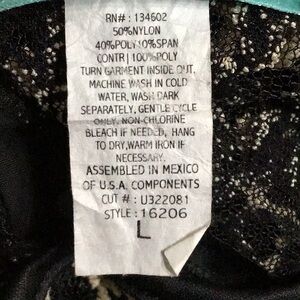 RN# : 134602
50%NYLON
40%POLY 10%SPAN
CONTR | 100%POLY
TURN GARMENT INSIDE OUT,
MACHINE WASH IN COLD
WATER, WASH DARK
SEPARATELY, GENTLE CYCLE
ONLY. NON-CHLORINE
BLEACH IF NEEDED, HANG
TO DRY,WARM IRON IF
NECESSARY.
ASSEMBLED IN MEXICO
OF U.S.A. COMPONENTS
CUT # : U322081
STYLE : 16206
L